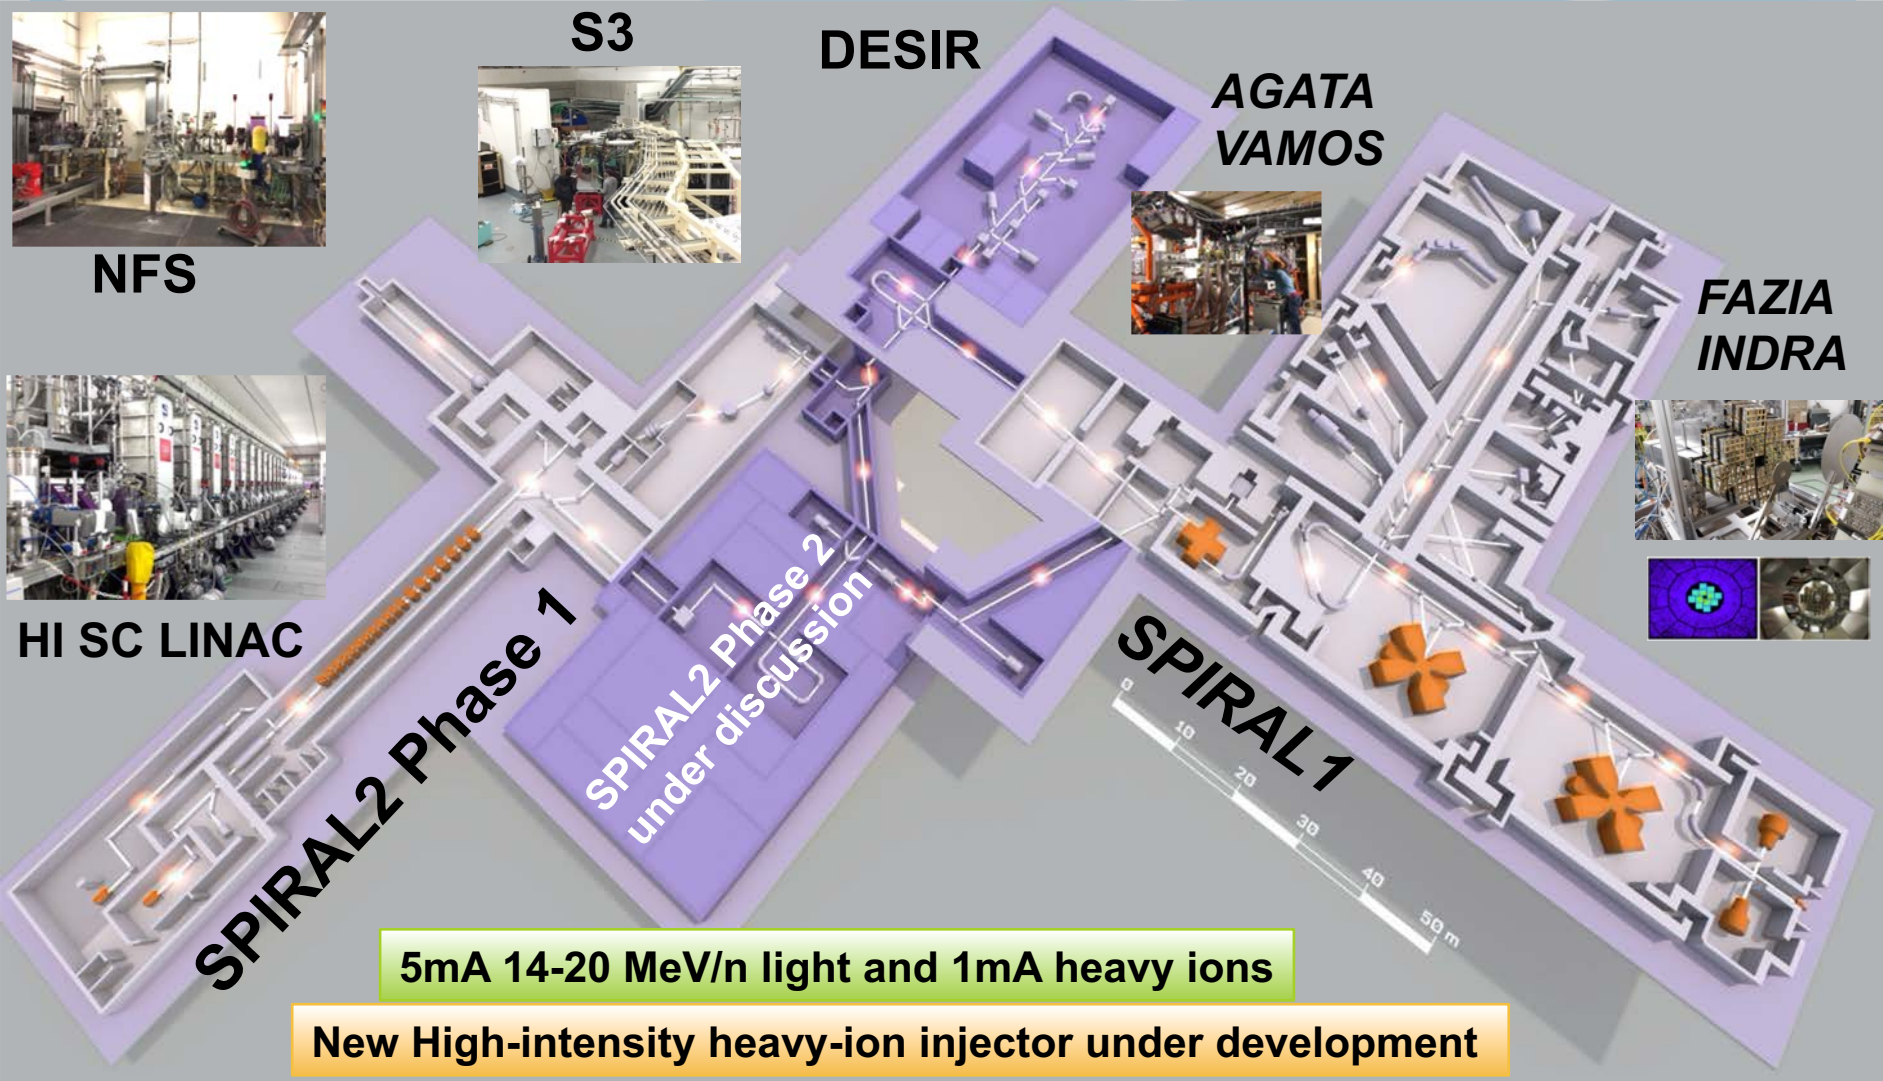 S3
DESIR
AGATA
VAMOS
NFS
FAZIA
INDRA
HI SC LINAC
SPIRAL2 Phase 1
SPIRAL2 Phase 2
under discussion
SPIRAL1
0
10
20
30
40
50 m
5mA 14-20 MeV/n light and 1mA heavy ions
New High-intensity heavy-ion injector under development